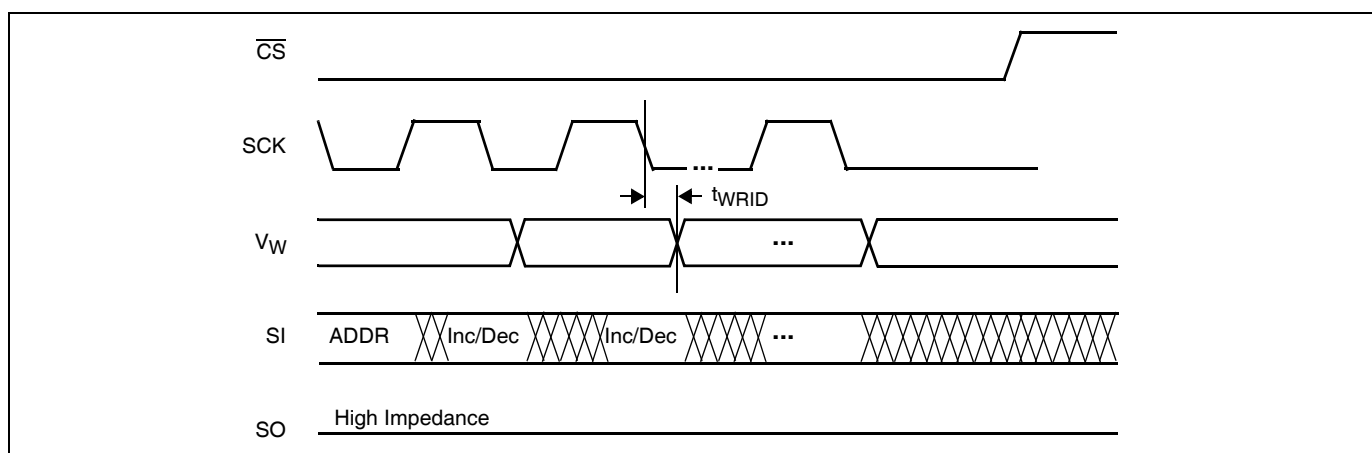 CS
SCK
...
tWRID
VW
...
SI ADDR Inc/Dec Inc/Dec ...
SO High Impedance